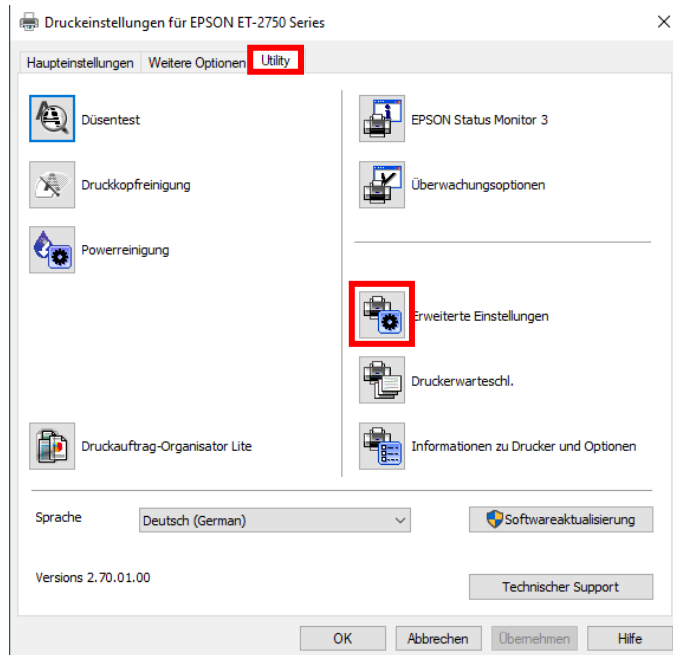 Druckeinstellungen für EPSON ET-2750 Series
Haupteinstellungen Weitere Optionen Utility
Düsentest
EPSON Status Monitor 3
Druckkopfreinigung
Überwachungsoptionen
Powerreinigung
Erweiterte Einstellungen
Druckerwarteschl.
Druckauftrag-Organisator Lite
Informationen zu Drucker und Optionen
Sprache
Deutsch (German)
Softwareaktualisierung
Versions 2.70.01.00
Technischer Support
OK Abbrechen Übernehmen Hilfe